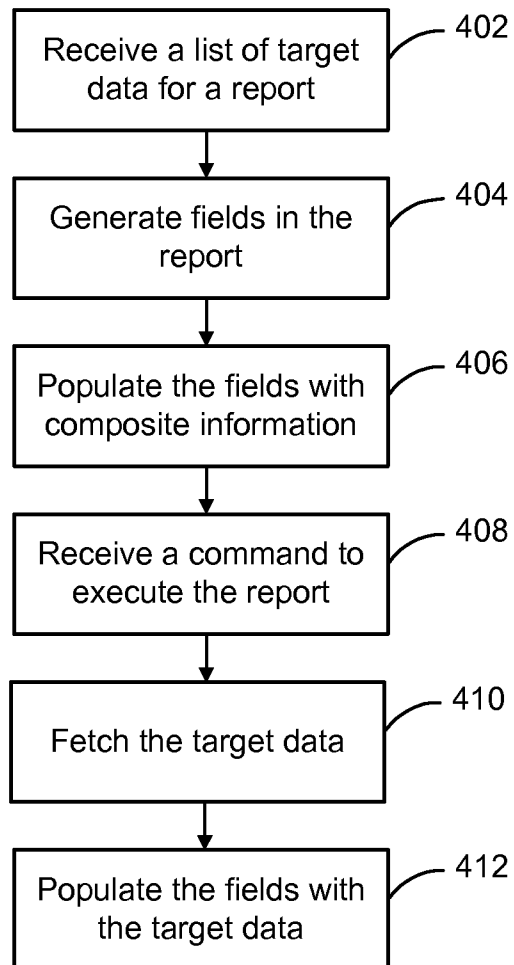 Receive a list of target
data for a report
402
Generate fields in the
report
404
Populate the fields with
composite information
406
Receive a command to
execute the report
408
Fetch the target data
410
Populate the fields with
the target data
412